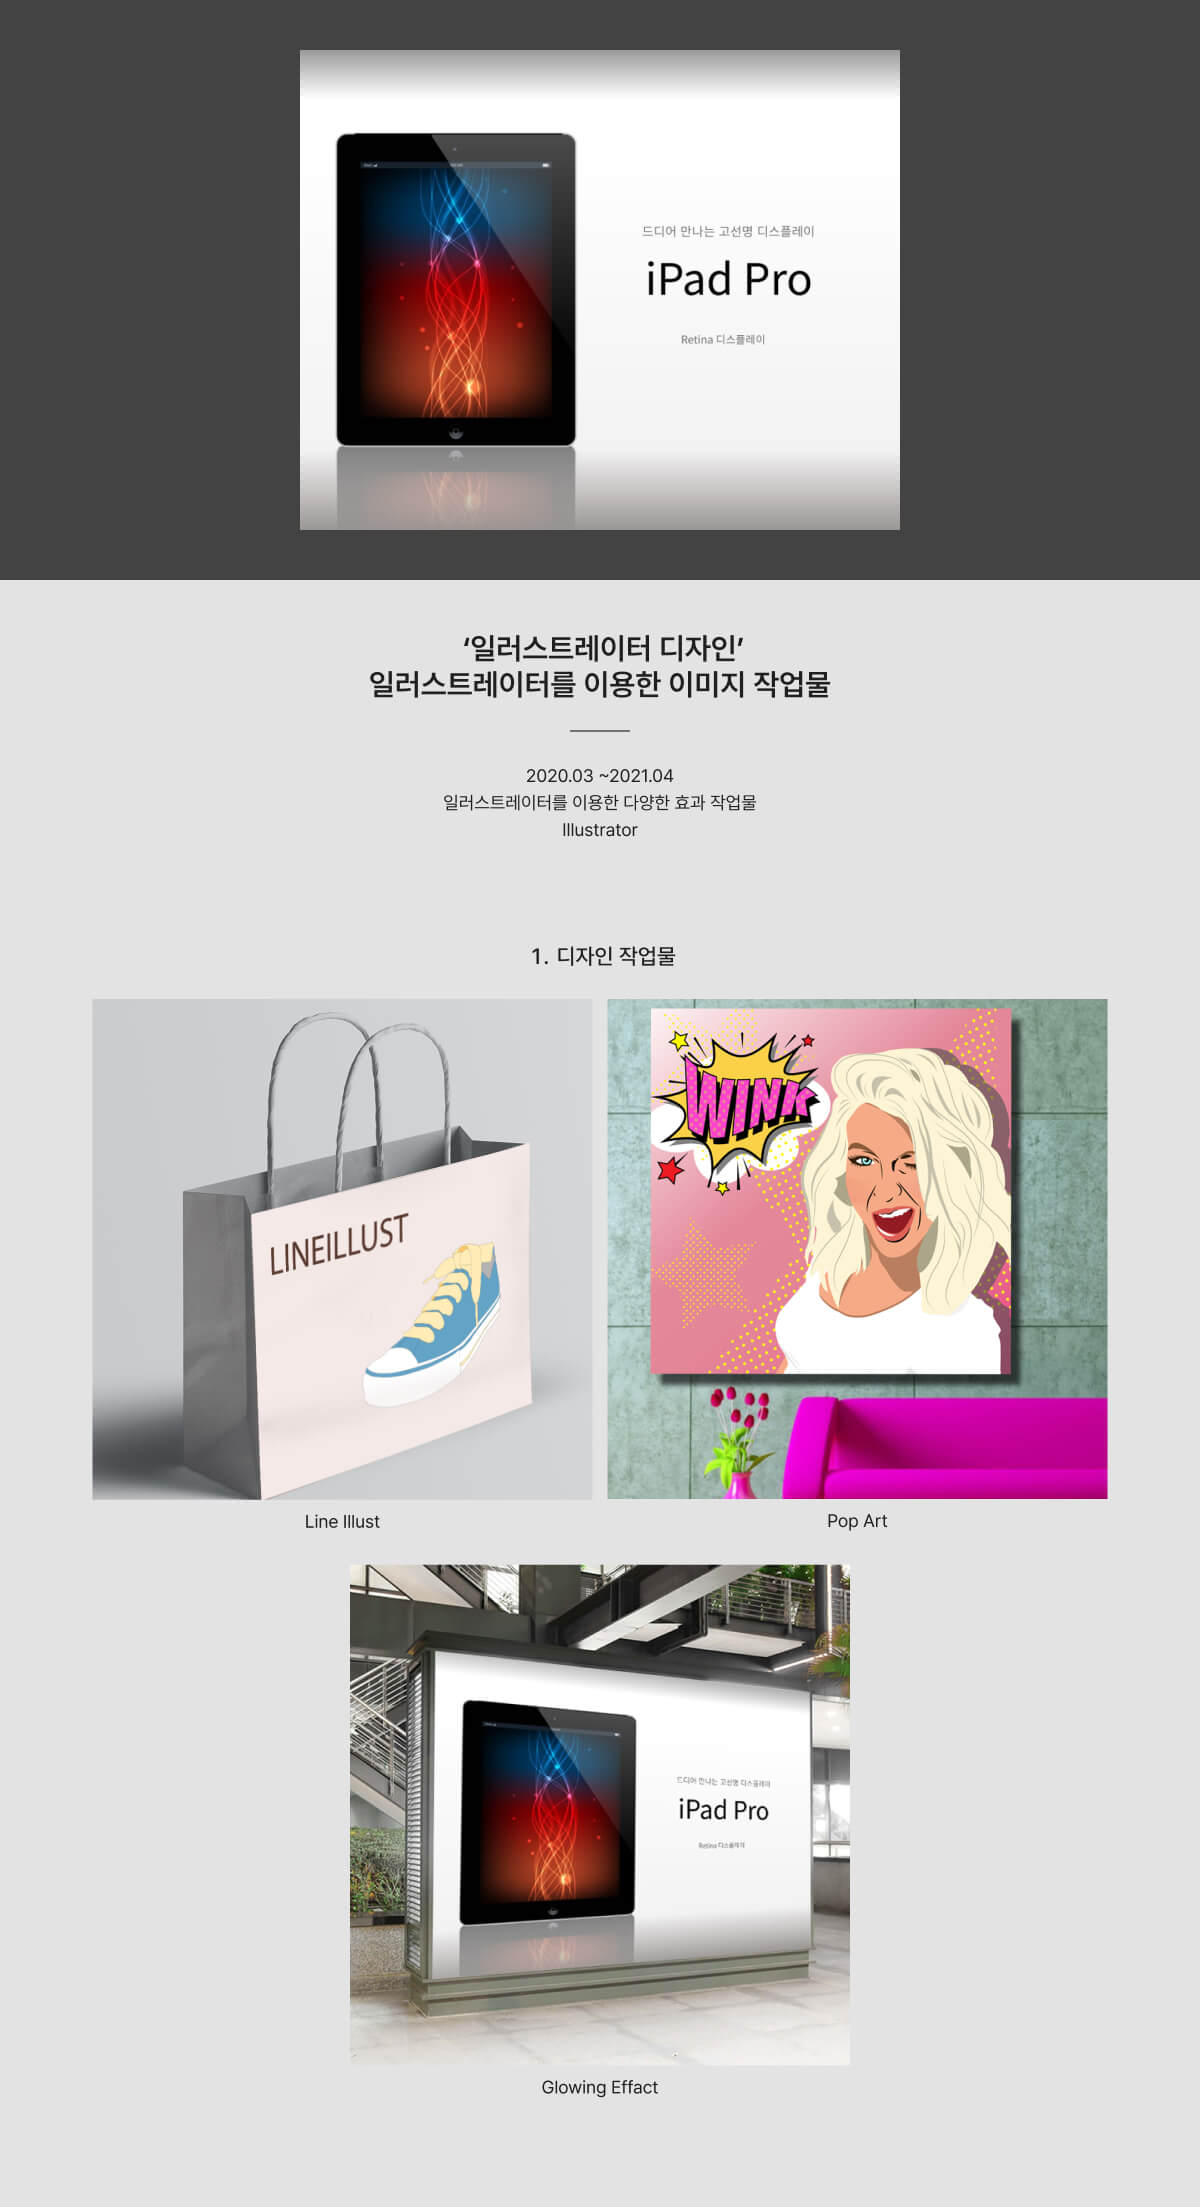 드디어 만나는 고선명 디스플레이
iPad Pro
Retina 디스플레이
‘일러스트레이터 디자인’
일러스트레이터를 이용한 이미지 작업물
2020.03 ~2021.04
일러스트레이터를 이용한 다양한 효과 작업물
Illustrator
1. 디자인 작업물
LINEILLUST
WINK
Line Illust
Pop Art
드디어 만나는 고선명 디스플레이
iPad Pro
Retina 디스플레이
Glowing Effact